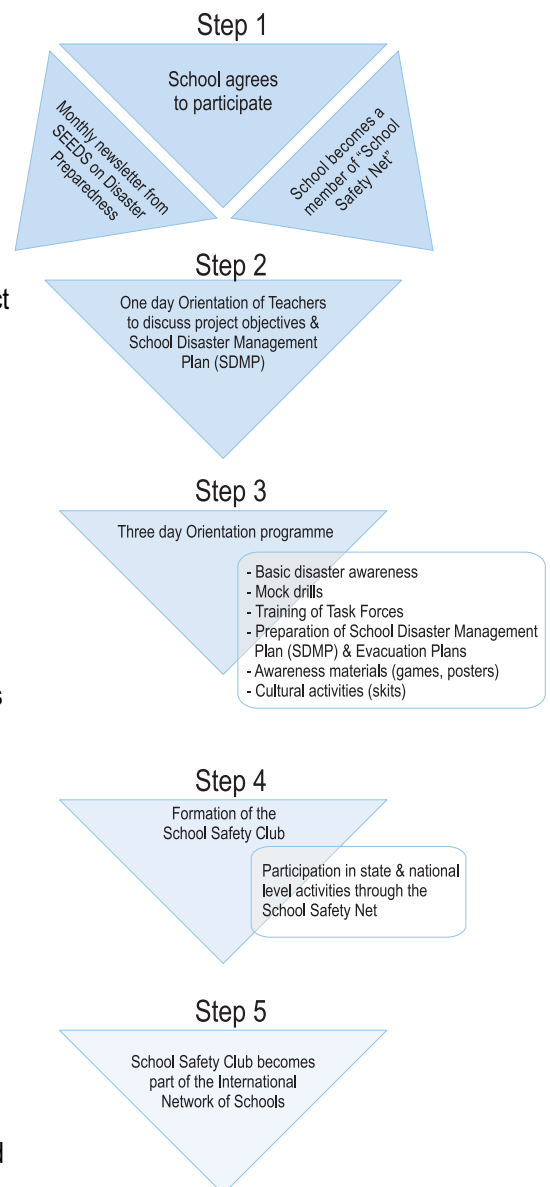 Step 1
School agrees
to participate
Monthly newsletter from
SEEDS on Disaster
Preparedness
School becomes a
member of "School
Safety Net"
Step 2
ct
One day Orientation of Teachers
to discuss project objectives &
School Disaster Management
Plan (SDMP)
Step 3
Three day Orientation programme
- Basic disaster awareness
- Mock drills
- Training of Task Forces
- Preparation of School Disaster Management
Plan (SDMP) & Evacuation Plans
- Awareness materials (games, posters)
- Cultural activities (skits)
s
Step 4
Formation of the
School Safety Club
Participation in state & national
level activities through the
School Safety Net
Step 5
School Safety Club becomes
part of the International
Network of Schools
d